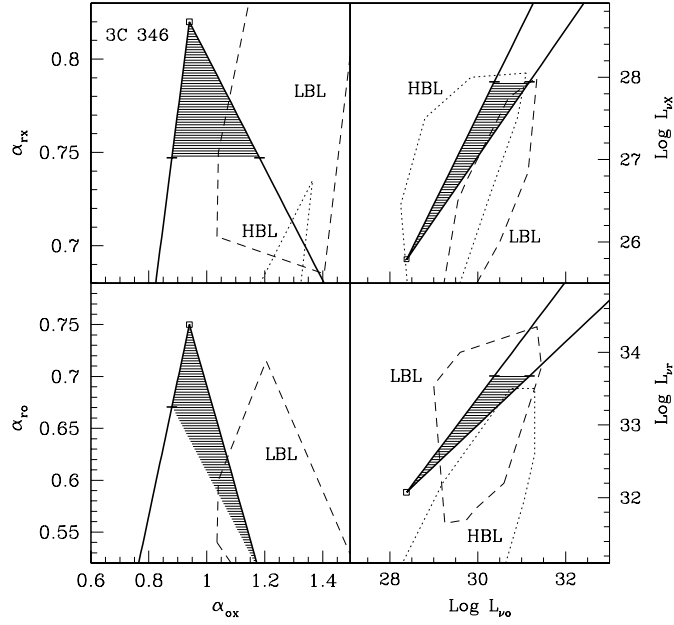 3C 346
0.8
0.75
0.7
α_rx
LBL
HBL
HBL
LBL
28
27
26
25
Log L_νX
0.75
0.7
0.65
0.6
0.55
α_ro
LBL
LBL
HBL
34
33
32
Log L_νr
0.6 0.8 1 1.2 1.4
28 30 32
α_ox
Log L_νo